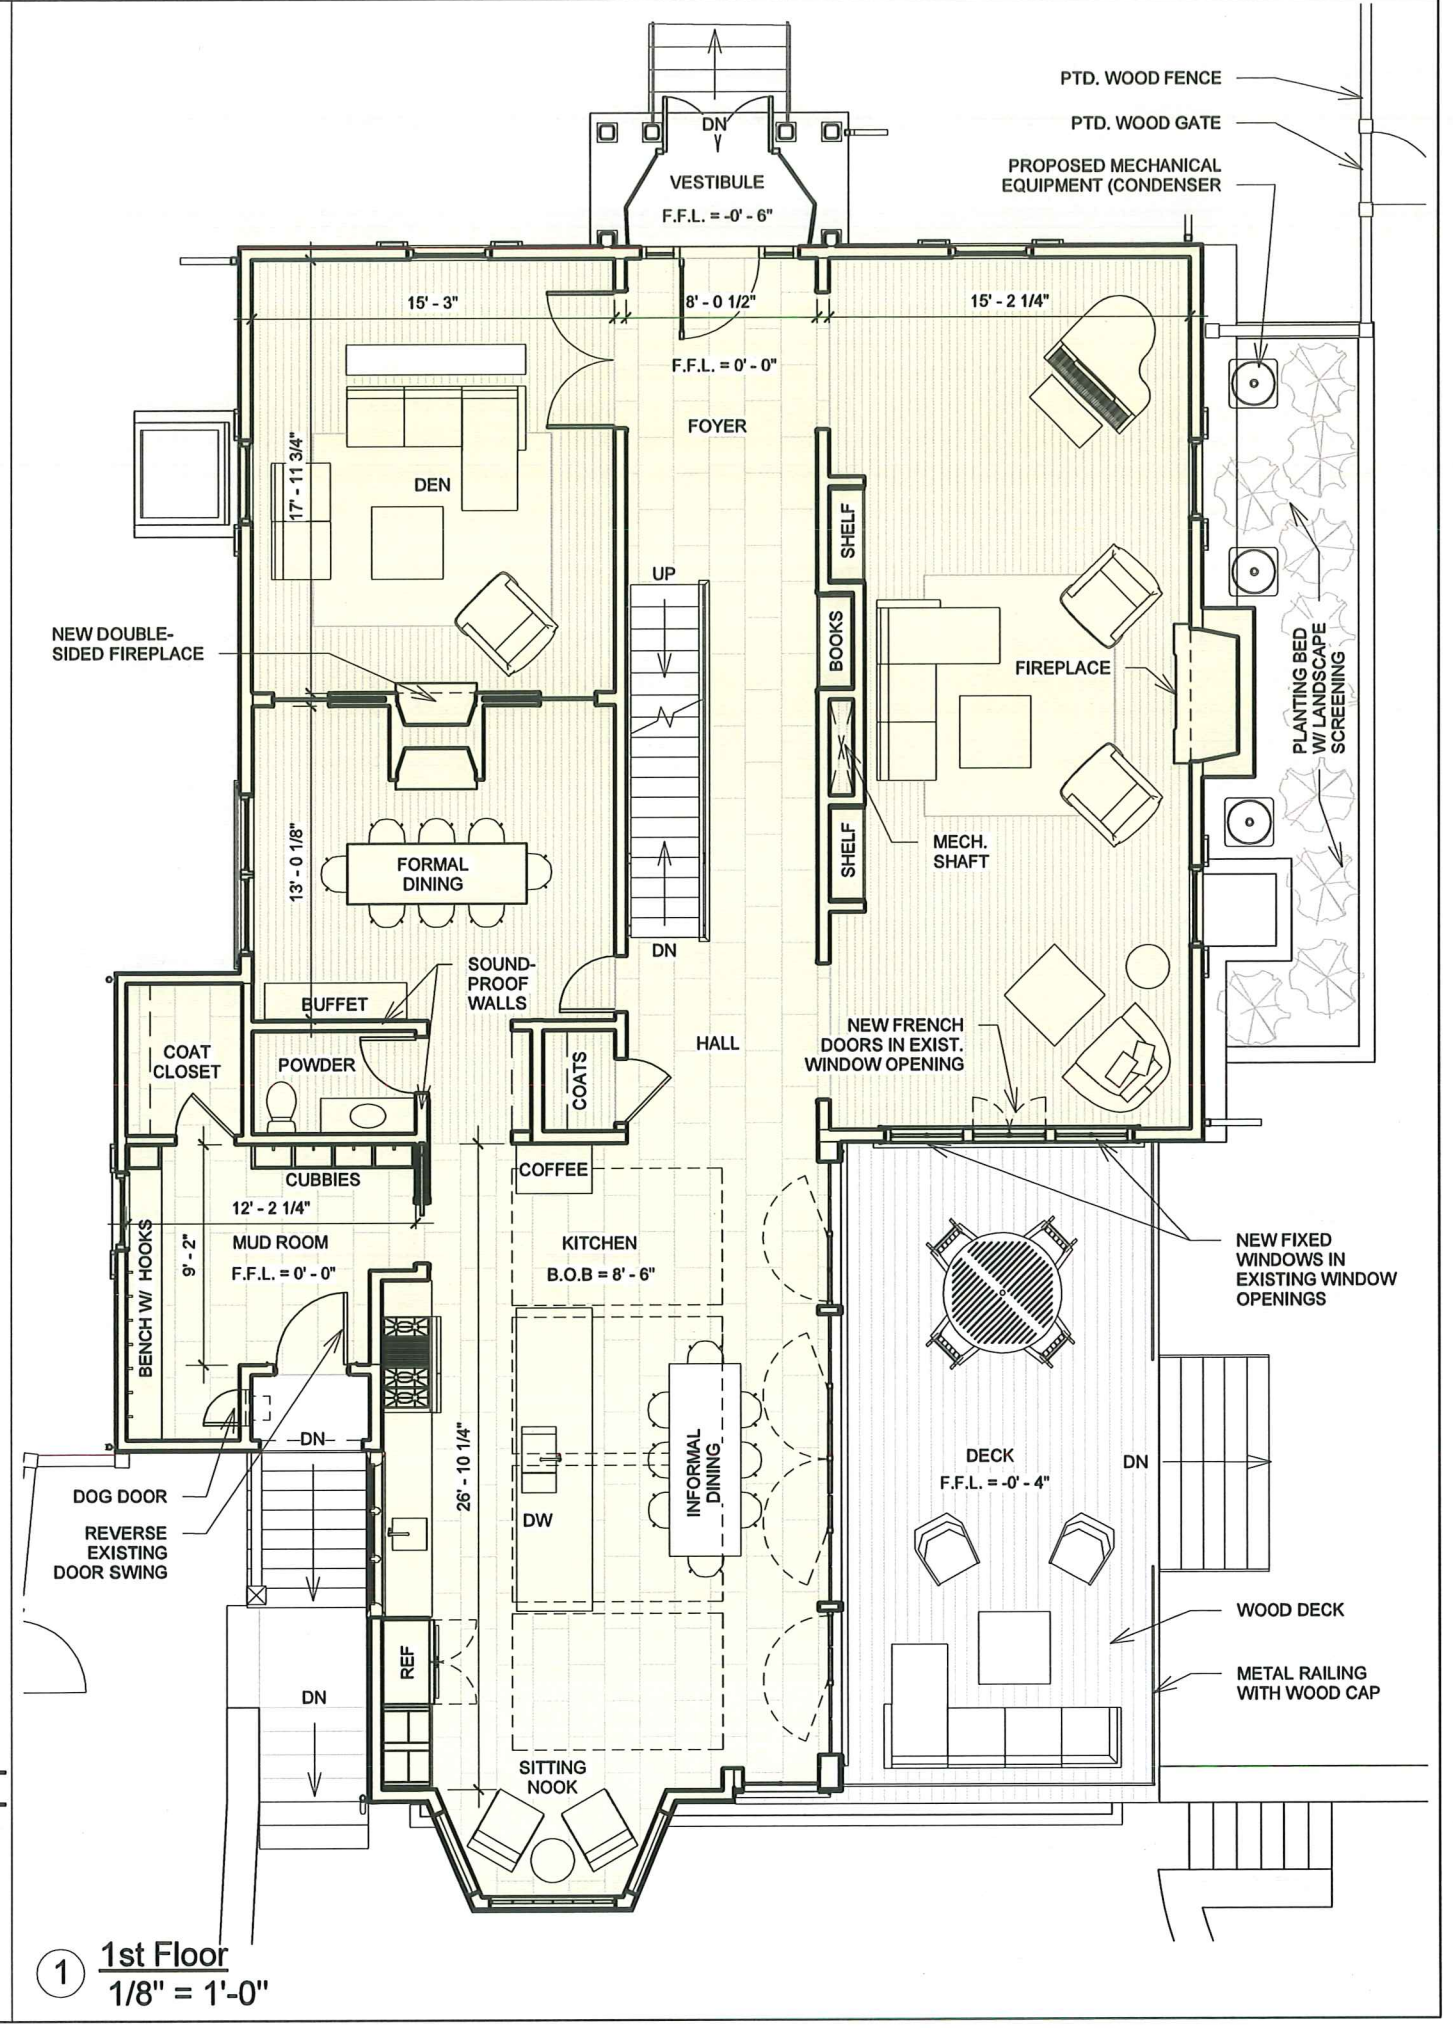 PTD. WOOD FENCE
PTD. WOOD GATE
PROPOSED MECHANICAL
EQUIPMENT (CONDENSER
DN
VESTIBULE
F.F.L. = -0' - 6"
15' - 3"
8' - 0 1/2"
15' - 2 1/4"
F.F.L. = 0' - 0"
FOYER
17' - 11 3/4"
DEN
SHELF
UP
BOOKS
NEW DOUBLE-
SIDED FIREPLACE
FIREPLACE
PLANTING BED
W/ LANDSCAPE
SCREENING
MECH.
SHAFT
SHELF
13' - 0 1/8"
FORMAL
DINING
DN
SOUND-
PROOF
WALLS
BUFFET
COAT
CLOSET
POWDER
COATS
HALL
NEW FRENCH
DOORS IN EXIST.
WINDOW OPENING
CUBBIES
COFFEE
12' - 2 1/4"
MUD ROOM
F.F.L. = 0' - 0"
9' - 2"
BENCH W/ HOOKS
KITCHEN
B.O.B = 8' - 6"
NEW FIXED
WINDOWS IN
EXISTING WINDOW
OPENINGS
DN
26' - 10 1/4"
INFORMAL
DINING
DW
DECK
F.F.L. = -0' - 4"
DN
DOG DOOR
REVERSE
EXISTING
DOOR SWING
REF
DN
WOOD DECK
METAL RAILING
WITH WOOD CAP
SITTING
NOOK
1
1st Floor
1/8" = 1'-0"